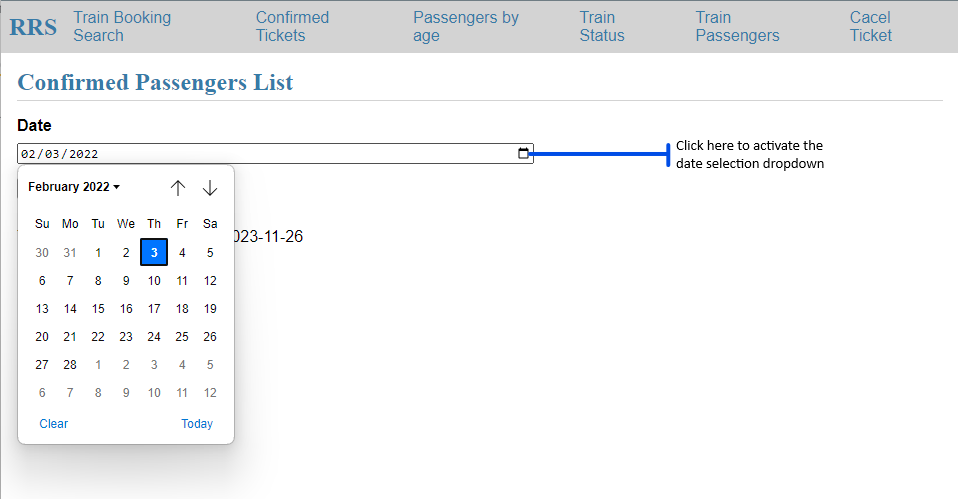 RRS
Train Booking Search
Confirmed Tickets
Passengers by age
Train Status
Train Passengers
Cacel Ticket
Confirmed Passengers List
Date
02/03/2022
Click here to activate the
date selection dropdown
February 2022
Su Mo Tu We Th Fr Sa
30 31 1 2 3 4 5
023-11-26
6 7 8 9 10 11 12
13 14 15 16 17 18 19
20 21 22 23 24 25 26
27 28 1 2 3 4 5
6 7 8 9 10 11 12
Clear Today